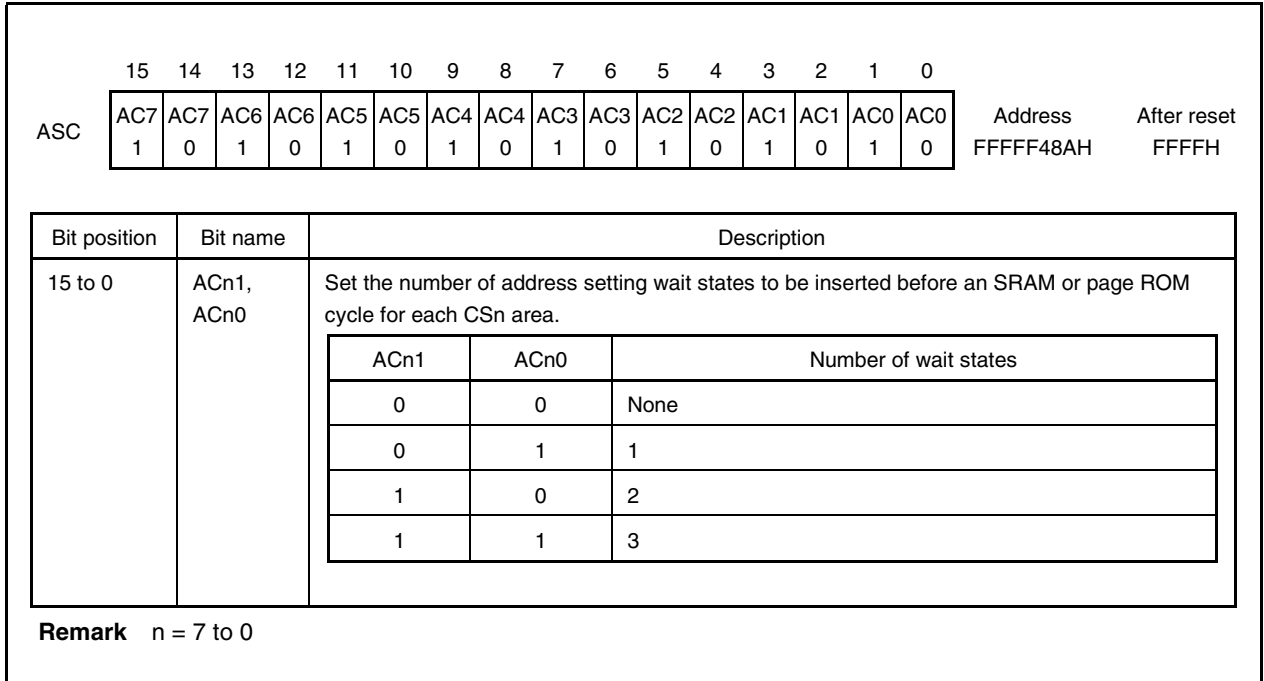 15 14 13 12 11 10 9 8 7 6 5 4 3 2 1 0
ASC AC7 AC7 AC6 AC6 AC5 AC5 AC4 AC4 AC3 AC3 AC2 AC2 AC1 AC1 AC0 AC0 Address After reset
1 0 1 0 1 0 1 0 1 0 1 0 1 0 1 0 FFFFF48AH FFFFH
Bit position Bit name Description
15 to 0 ACn1, Set the number of address setting wait states to be inserted before an SRAM or page ROM
ACn0 cycle for each CSn area.
ACn1 ACn0 Number of wait states
0 0 None
0 1 1
1 0 2
1 1 3
Remark n = 7 to 0